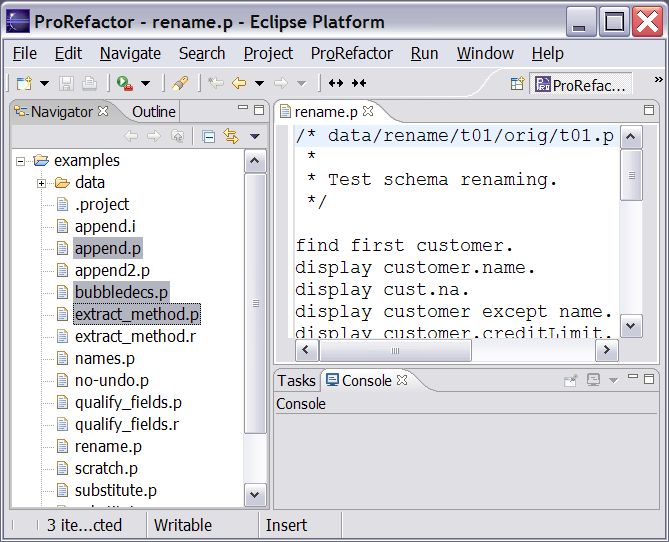 ProRefactor - rename.p - Eclipse Platform
File Edit Navigate Search Project ProRefactor Run Window Help
ProRefac...
Navigator Outline
examples
data
.project
append.i
append.p
append2.p
bubbledecs.p
extract_method.p
extract_method.r
names.p
no-undo.p
qualify_fields.p
qualify_fields.r
rename.p
scratch.p
substitute.p
rename.p
/* data/rename/t01/orig/t01.p
*
* Test schema renaming.
*/
find first customer.
display customer.name.
display cust.na.
display customer except name.
display customer.creditLimit.
Tasks Console
Console
3 ite...cted Writable Insert